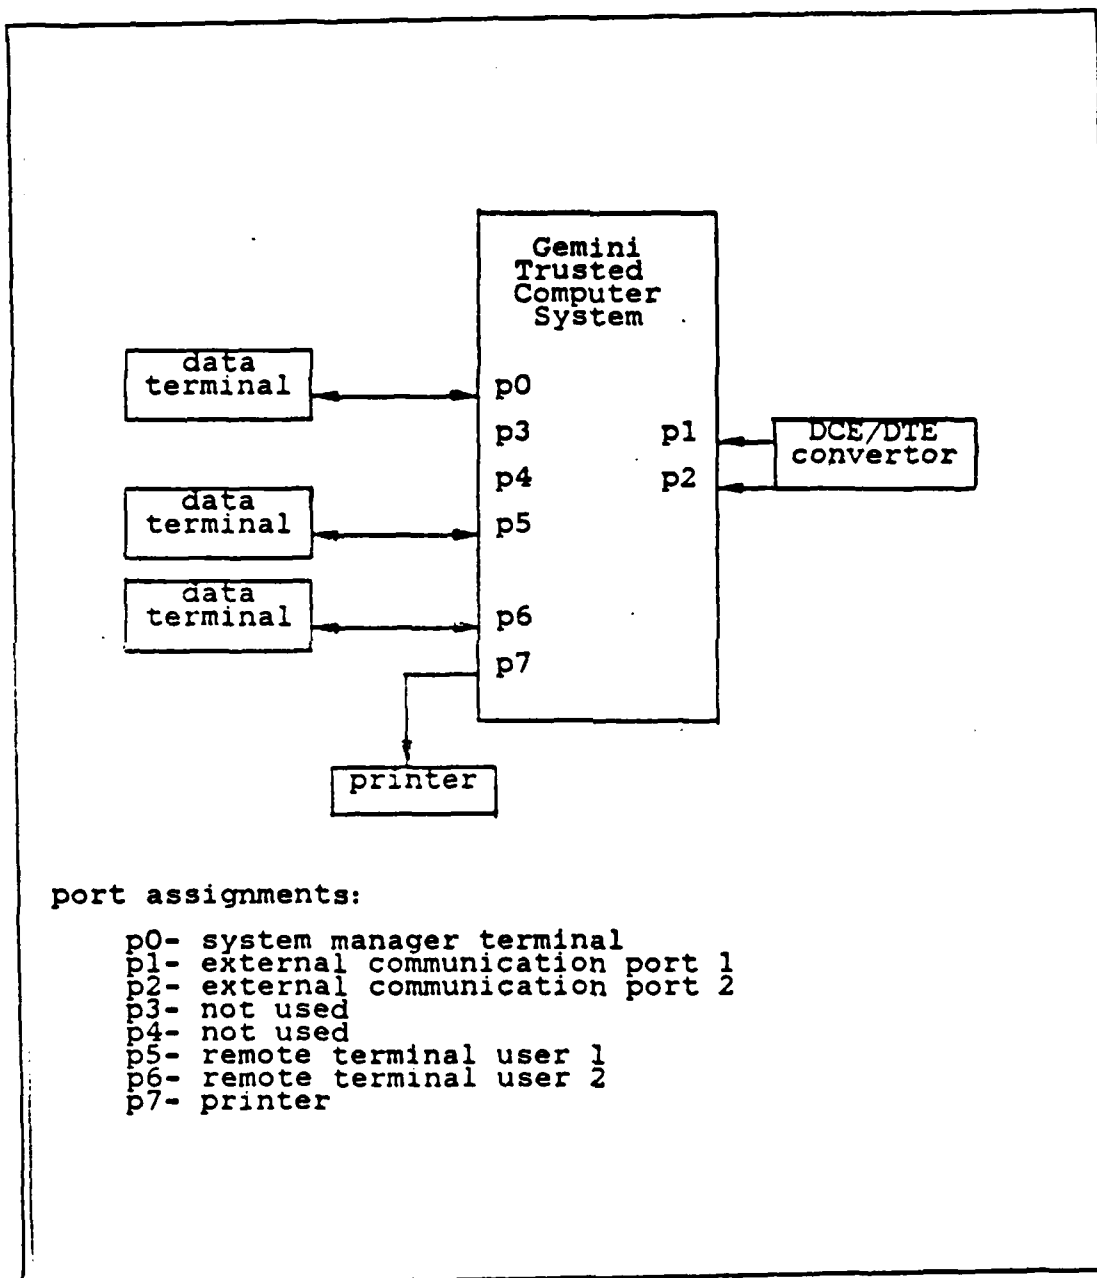 Gemini
Trusted
Computer
System
data
terminal
p0
p3
p4
p1
p2
DCE/DTE
convertor
data
terminal
p5
data
terminal
p6
p7
printer
port assignments:
p0- system manager terminal
p1- external communication port 1
p2- external communication port 2
p3- not used
p4- not used
p5- remote terminal user 1
p6- remote terminal user 2
p7- printer